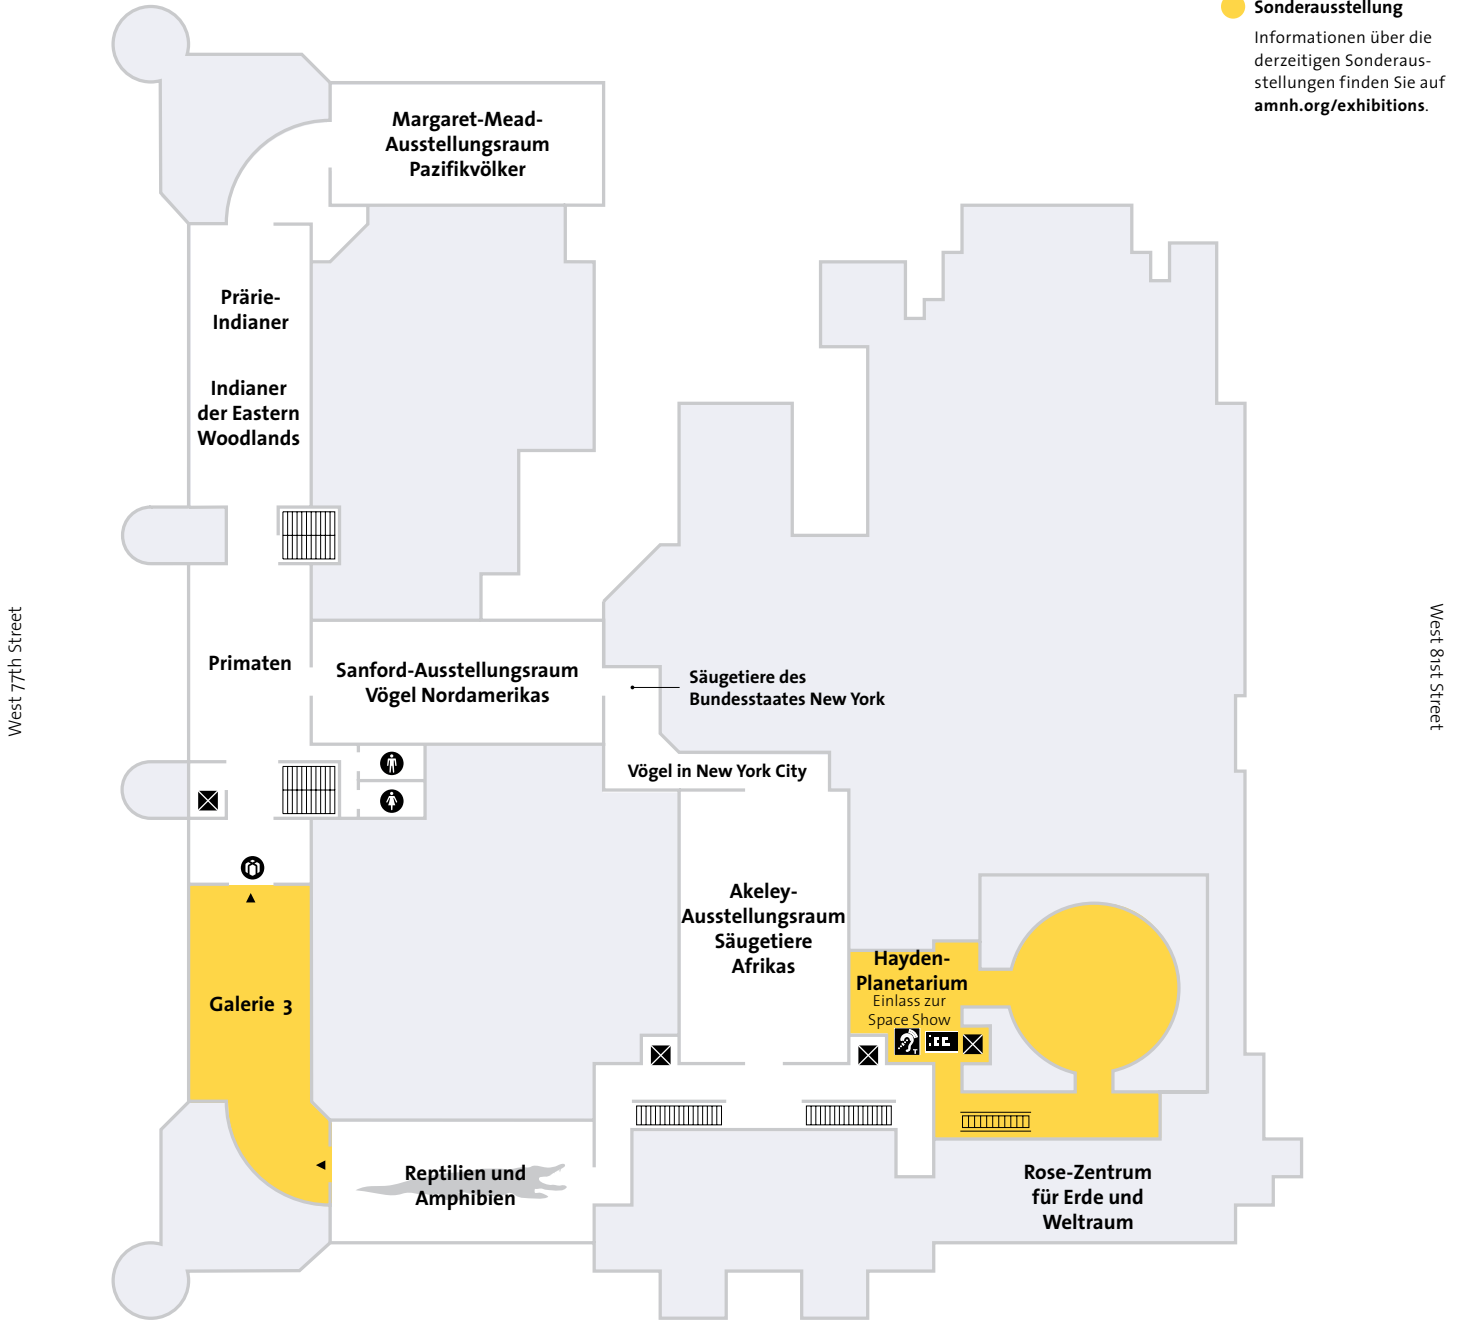 Sonderausstellung
Informationen über die
derzeitigen Sonderaus-
stellungen finden Sie auf
amnh.org/exhibitions.
Margaret-Mead-
Ausstellungsraum
Pazifikvölker
Prärie-
Indianer
Indianer
der Eastern
Woodlands
West 77th Street
West 81st Street
Primaten
Sanford-Ausstellungsraum
Vögel Nordamerikas
Säugetiere des
Bundesstaates New York
Vögel in New York City
Akeley-
Ausstellungsraum
Säugetiere
Afrikas
Hayden-
Planetarium
Einlass zur
Space Show
T
Galerie 3
Reptilien und
Amphibien
Rose-Zentrum
für Erde und
Weltraum